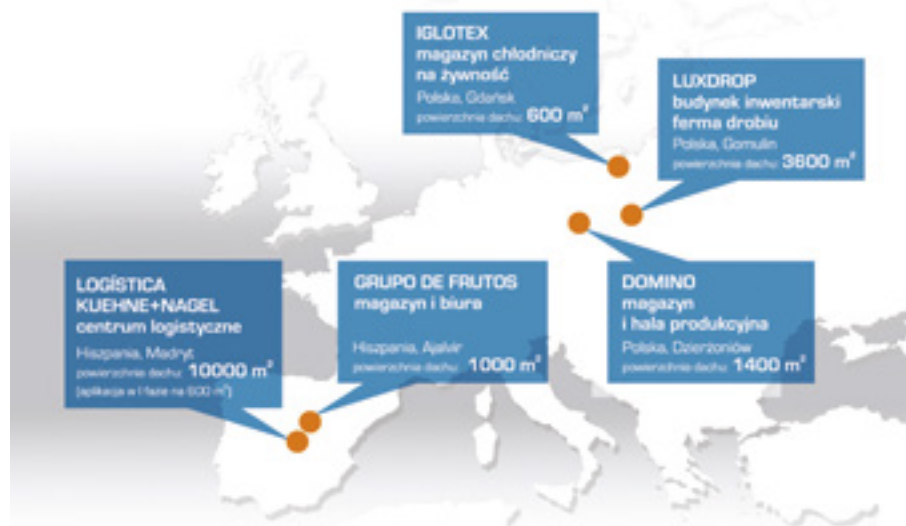 IGLOTEX
magazyn chłodniczy
na żywność
Polska, Gdańsk
powierzchnia dachu: 600 m²
LUXDROP
budynek inwentarski
ferma drobiu
Polska, Gomulin
powierzchnia dachu: 3600 m²
LOGÍSTICA
KUEHNE+NAGEL
centrum logistyczne
Hiszpania, Madryt
powierzchnia dachu: 10000 m²
(aplikacja w I fazie na 600 m²)
GRUPO DE FRUTOS
magazyn i biura
Hiszpania, Ajalvir
powierzchnia dachu: 1000 m²
DOMINO
magazyn
i hala produkcyjna
Polska, Dzierżoniów
powierzchnia dachu: 1400 m²